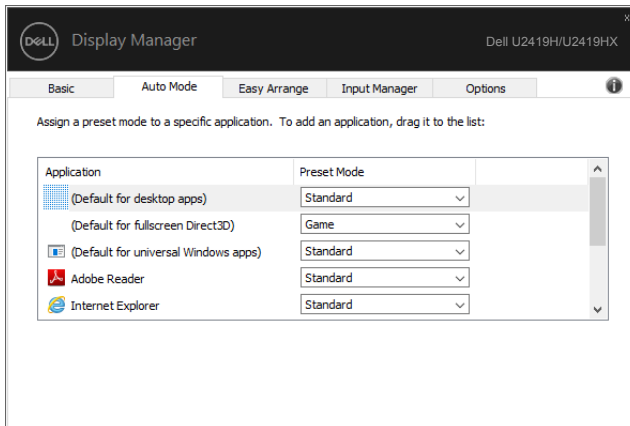 DELL Display Manager Dell U2419H/U2419HX
Basic Auto Mode Easy Arrange Input Manager Options
Assign a preset mode to a specific application. To add an application, drag it to the list:
Application Preset Mode
(Default for desktop apps) Standard
(Default for fullscreen Direct3D) Game
(Default for universal Windows apps) Standard
Adobe Reader Standard
Internet Explorer Standard